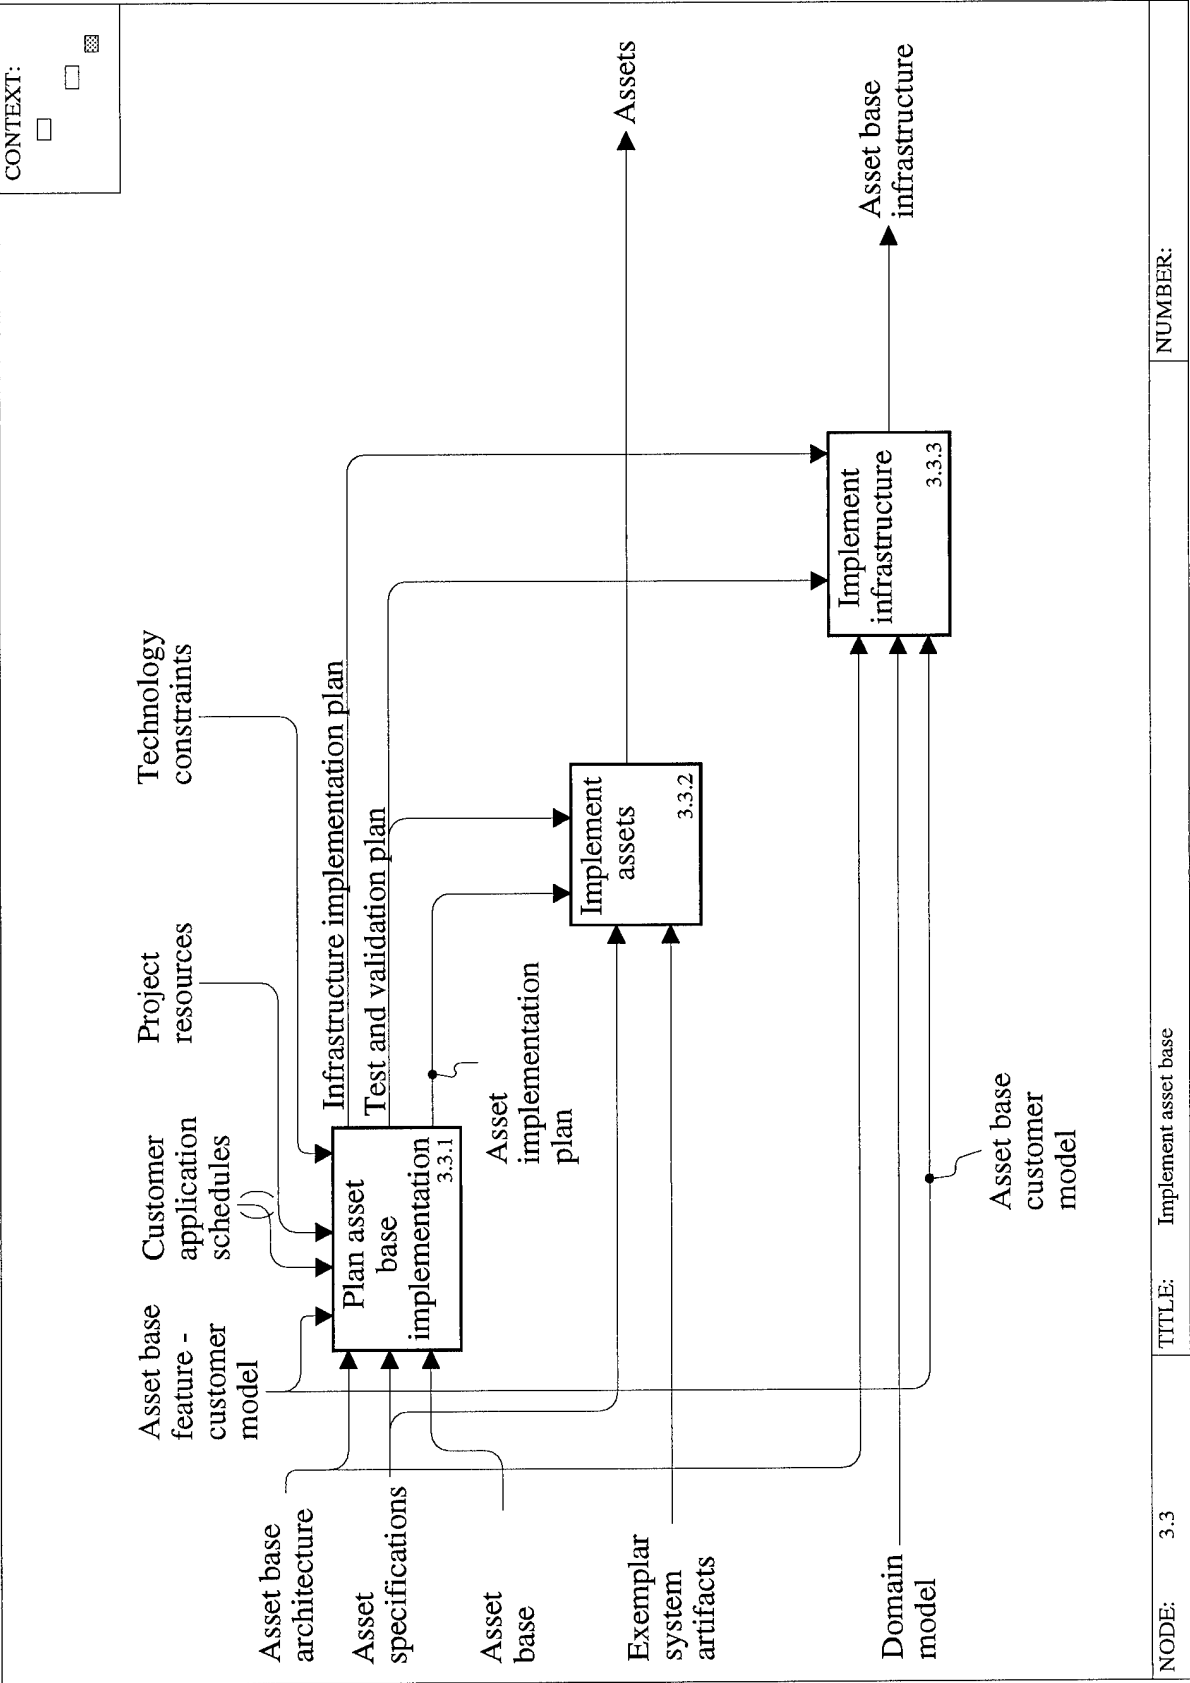 CONTEXT:
Asset base
feature -
customer
model
Customer
application
schedules
Project
resources
Technology
constraints
Asset base
architecture
Asset
specifications
Asset
base
Plan asset
base
implementation
3.3.1
Infrastructure implementation plan
Test and validation plan
Asset
implementation
plan
Exemplar
system
artifacts
Implement
assets
3.3.2
Assets
Domain
model
Asset base
customer
model
Implement
infrastructure
3.3.3
Asset base
infrastructure
NODE: 3.3
TITLE: Implement asset base
NUMBER: